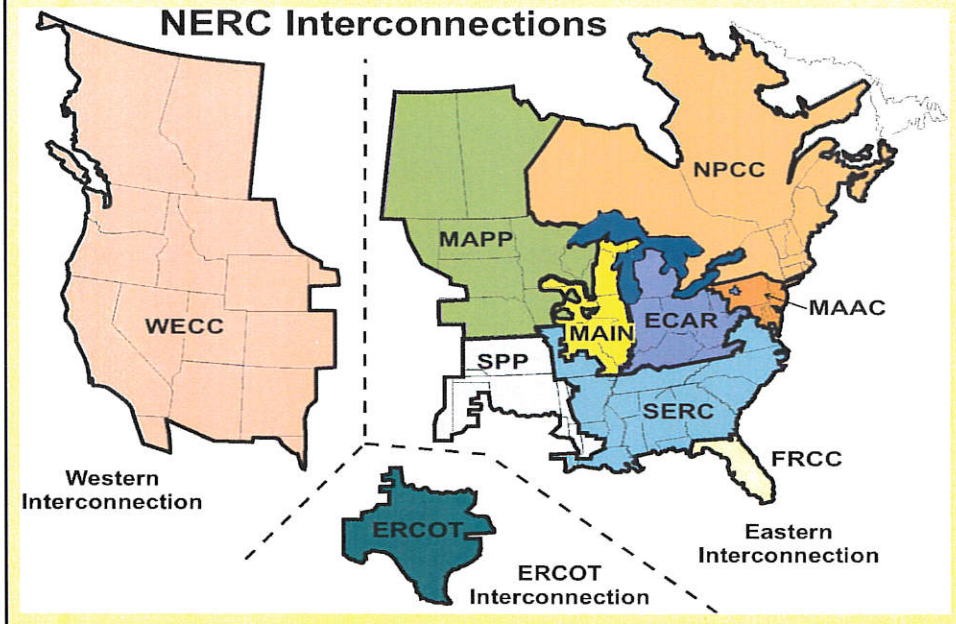 NERC Interconnections
NPCC
MAPP
MAAC
WECC
MAIN
ECAR
SPP
SERC
FRCC
Western
Interconnection
ERCOT
Eastern
Interconnection
ERCOT
Interconnection